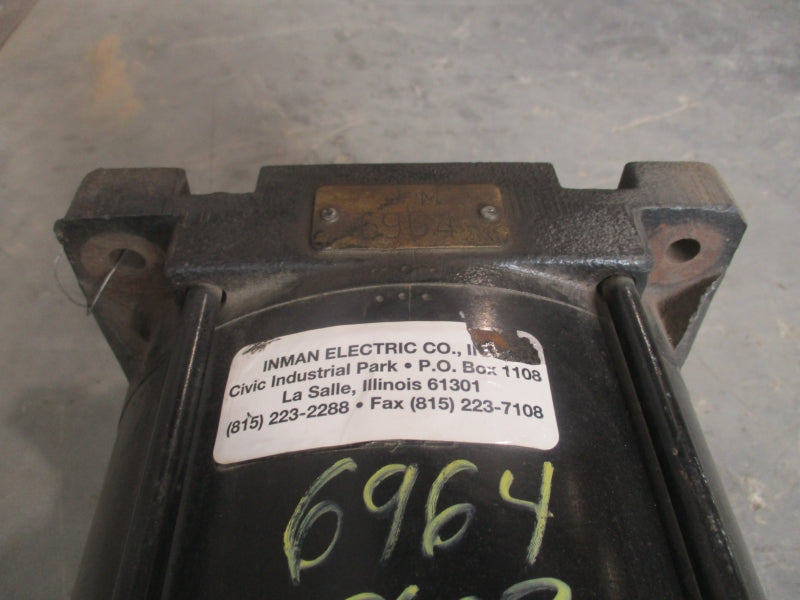 M
69DA
INMAN ELECTRIC CO.,
Civic Industrial Park • P.O. Box 1108
La Salle, Illinois 61301
(815) 223-2288 • Fax (815) 223-7108
6964